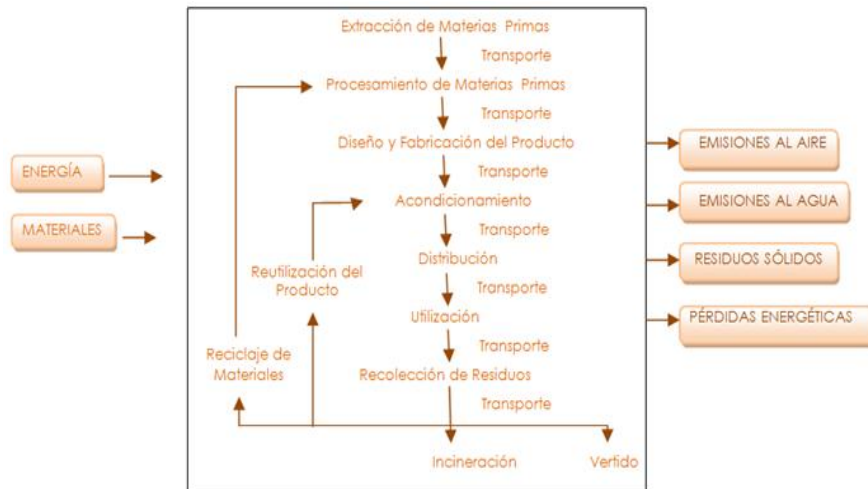 Extracción de Materias Primas
Transporte
Procesamiento de Materias Primas
Transporte
Diseño y Fabricación del Producto
Transporte
Acondicionamiento
Transporte
Distribución
Transporte
Utilización
Transporte
Recolección de Residuos
Transporte
Incineración
Vertido
Reutilización del
Producto
Reciclaje de
Materiales
ENERGÍA
MATERIALES
EMISIONES AL AIRE
EMISIONES AL AGUA
RESIDUOS SÓLIDOS
PÉRDIDAS ENERGÉTICAS